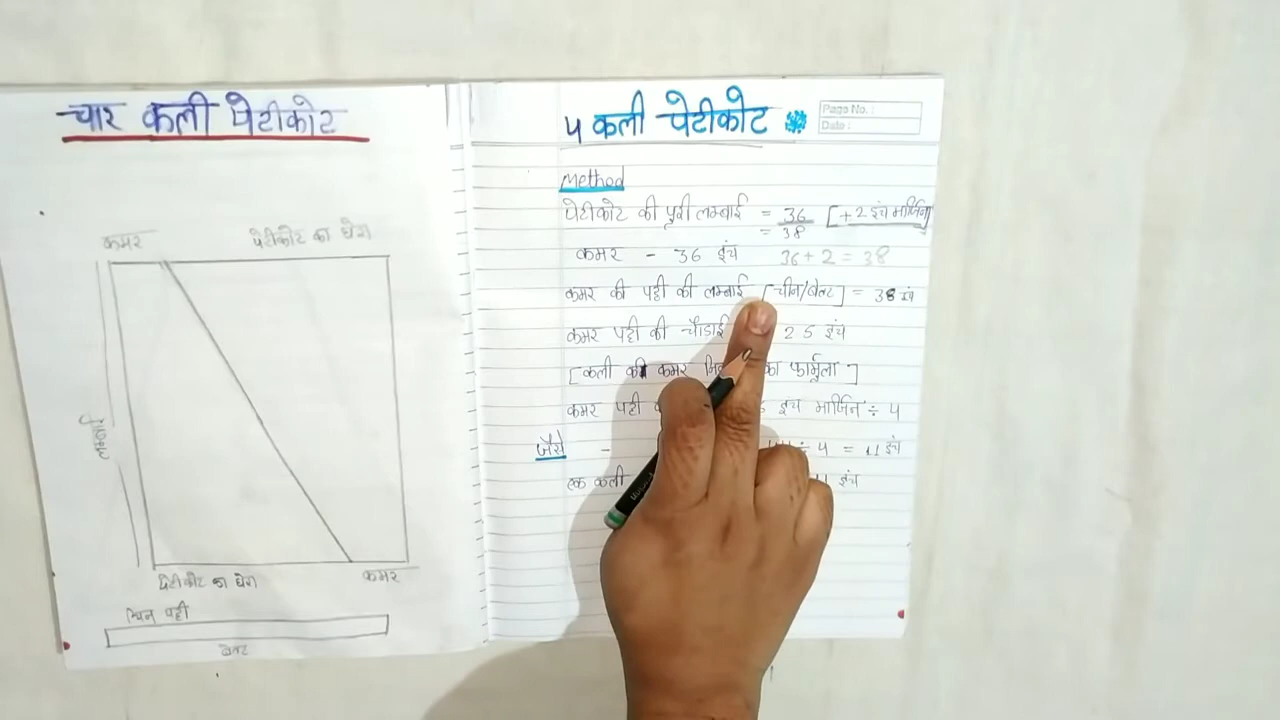 चार कली पेटीकोट
कमर पेटीकोट का घेरा
लम्बाई
पेटीकोट का घेरा कमर
चिन पट्टी
बेल्ट
Page No.:
Date:
4 कली पेटीकोट
Method
पेटीकोट की पूरी लम्बाई = 36 [+2 इंच मार्जिन]
= 38
कमर - 36 इंच 36+2 = 38
कमर की पट्टी की लम्बाई [चीन/बेल्ट] = 38 इंच
कमर पट्टी की चौडाई 2 5 इंच
[कली की कमर का फार्मूला]
कमर पटी इंच मार्जिन ÷ 4
जैसे - ÷ 4 = 11 इंच
एक कली इंच